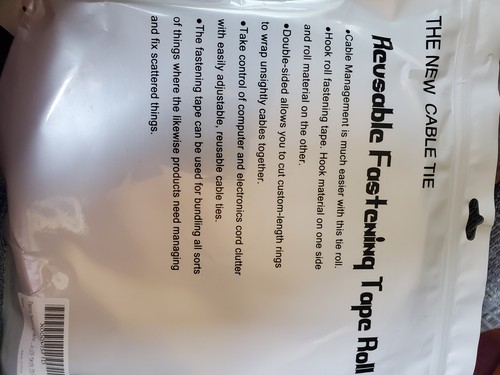 THE NEW CABLE TIE
Reusable Fastening Tape Roll
•Cable Management is much easier with this tie roll.
•Hook roll fastening tape. Hook material on one side
and roll material on the other.
•Double-sided allows you to cut custom-length rings
to wrap unsightly cables together.
•Take control of computer and electronics cord clutter
with easily adjustable, reusable cable ties.
•The fastening tape can be used for bundling all sorts
of things where the likewise products need managing
and fix scattered things.